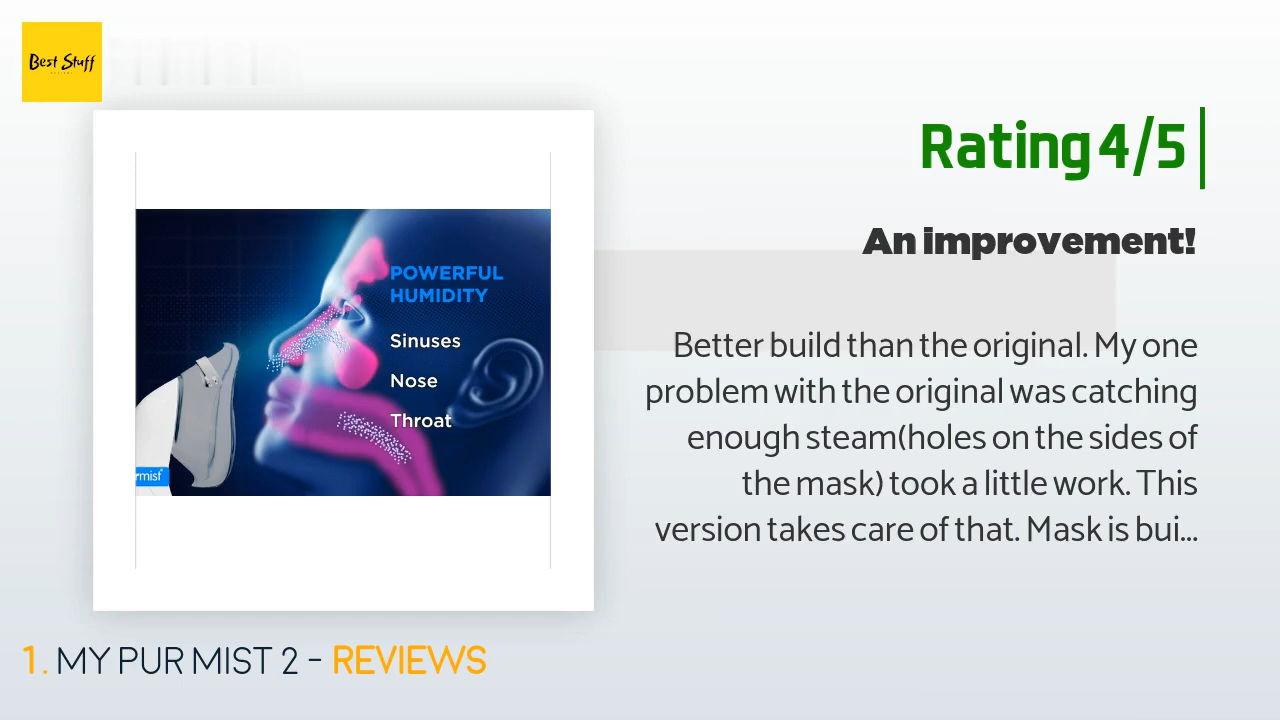 Best Stuff
Rating 4/5
An improvement!
POWERFUL
HUMIDITY
Sinuses
Nose
Throat
mist®
Better build than the original. My one
problem with the original was catching
enough steam(holes on the sides of
the mask) took a little work. This
version takes care of that. Mask is bui...
1. MY PUR MIST 2 - REVIEWS